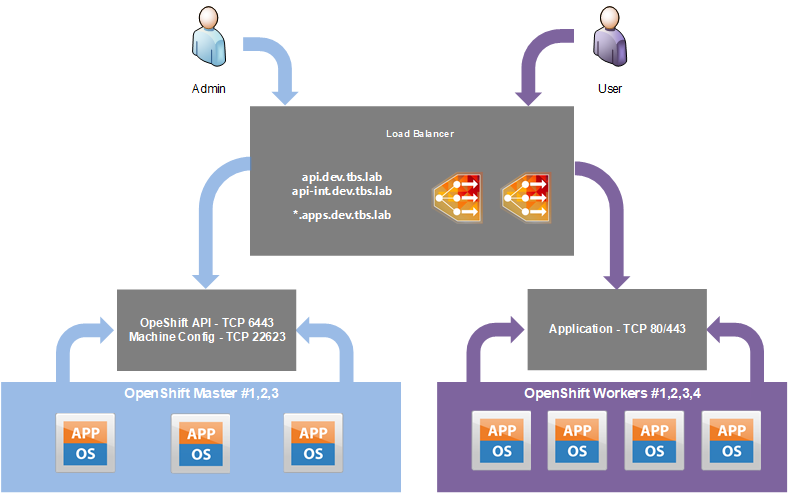 Admin
User
Load Balancer
api.dev.tbs.lab
api-int.dev.tbs.lab
*.apps.dev.tbs.lab
OpeShift API - TCP 6443
Machine Config - TCP 22623
Application - TCP 80/443
OpenShift Master #1,2,3
APP
OS
APP
OS
APP
OS
OpenShift Workers #1,2,3,4
APP
OS
APP
OS
APP
OS
APP
OS